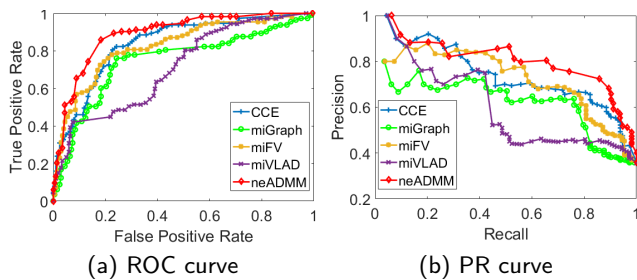 1
0.8
0.6
0.4
0.2
0
True Positive Rate
0 0.2 0.4 0.6 0.8 1
False Positive Rate
CCE
miGraph
miFV
miVLAD
neADMM
(a) ROC curve
1
0.8
0.6
0.4
0.2
0
Precision
0 0.2 0.4 0.6 0.8 1
Recall
CCE
miGraph
miFV
miVLAD
neADMM
(b) PR curve